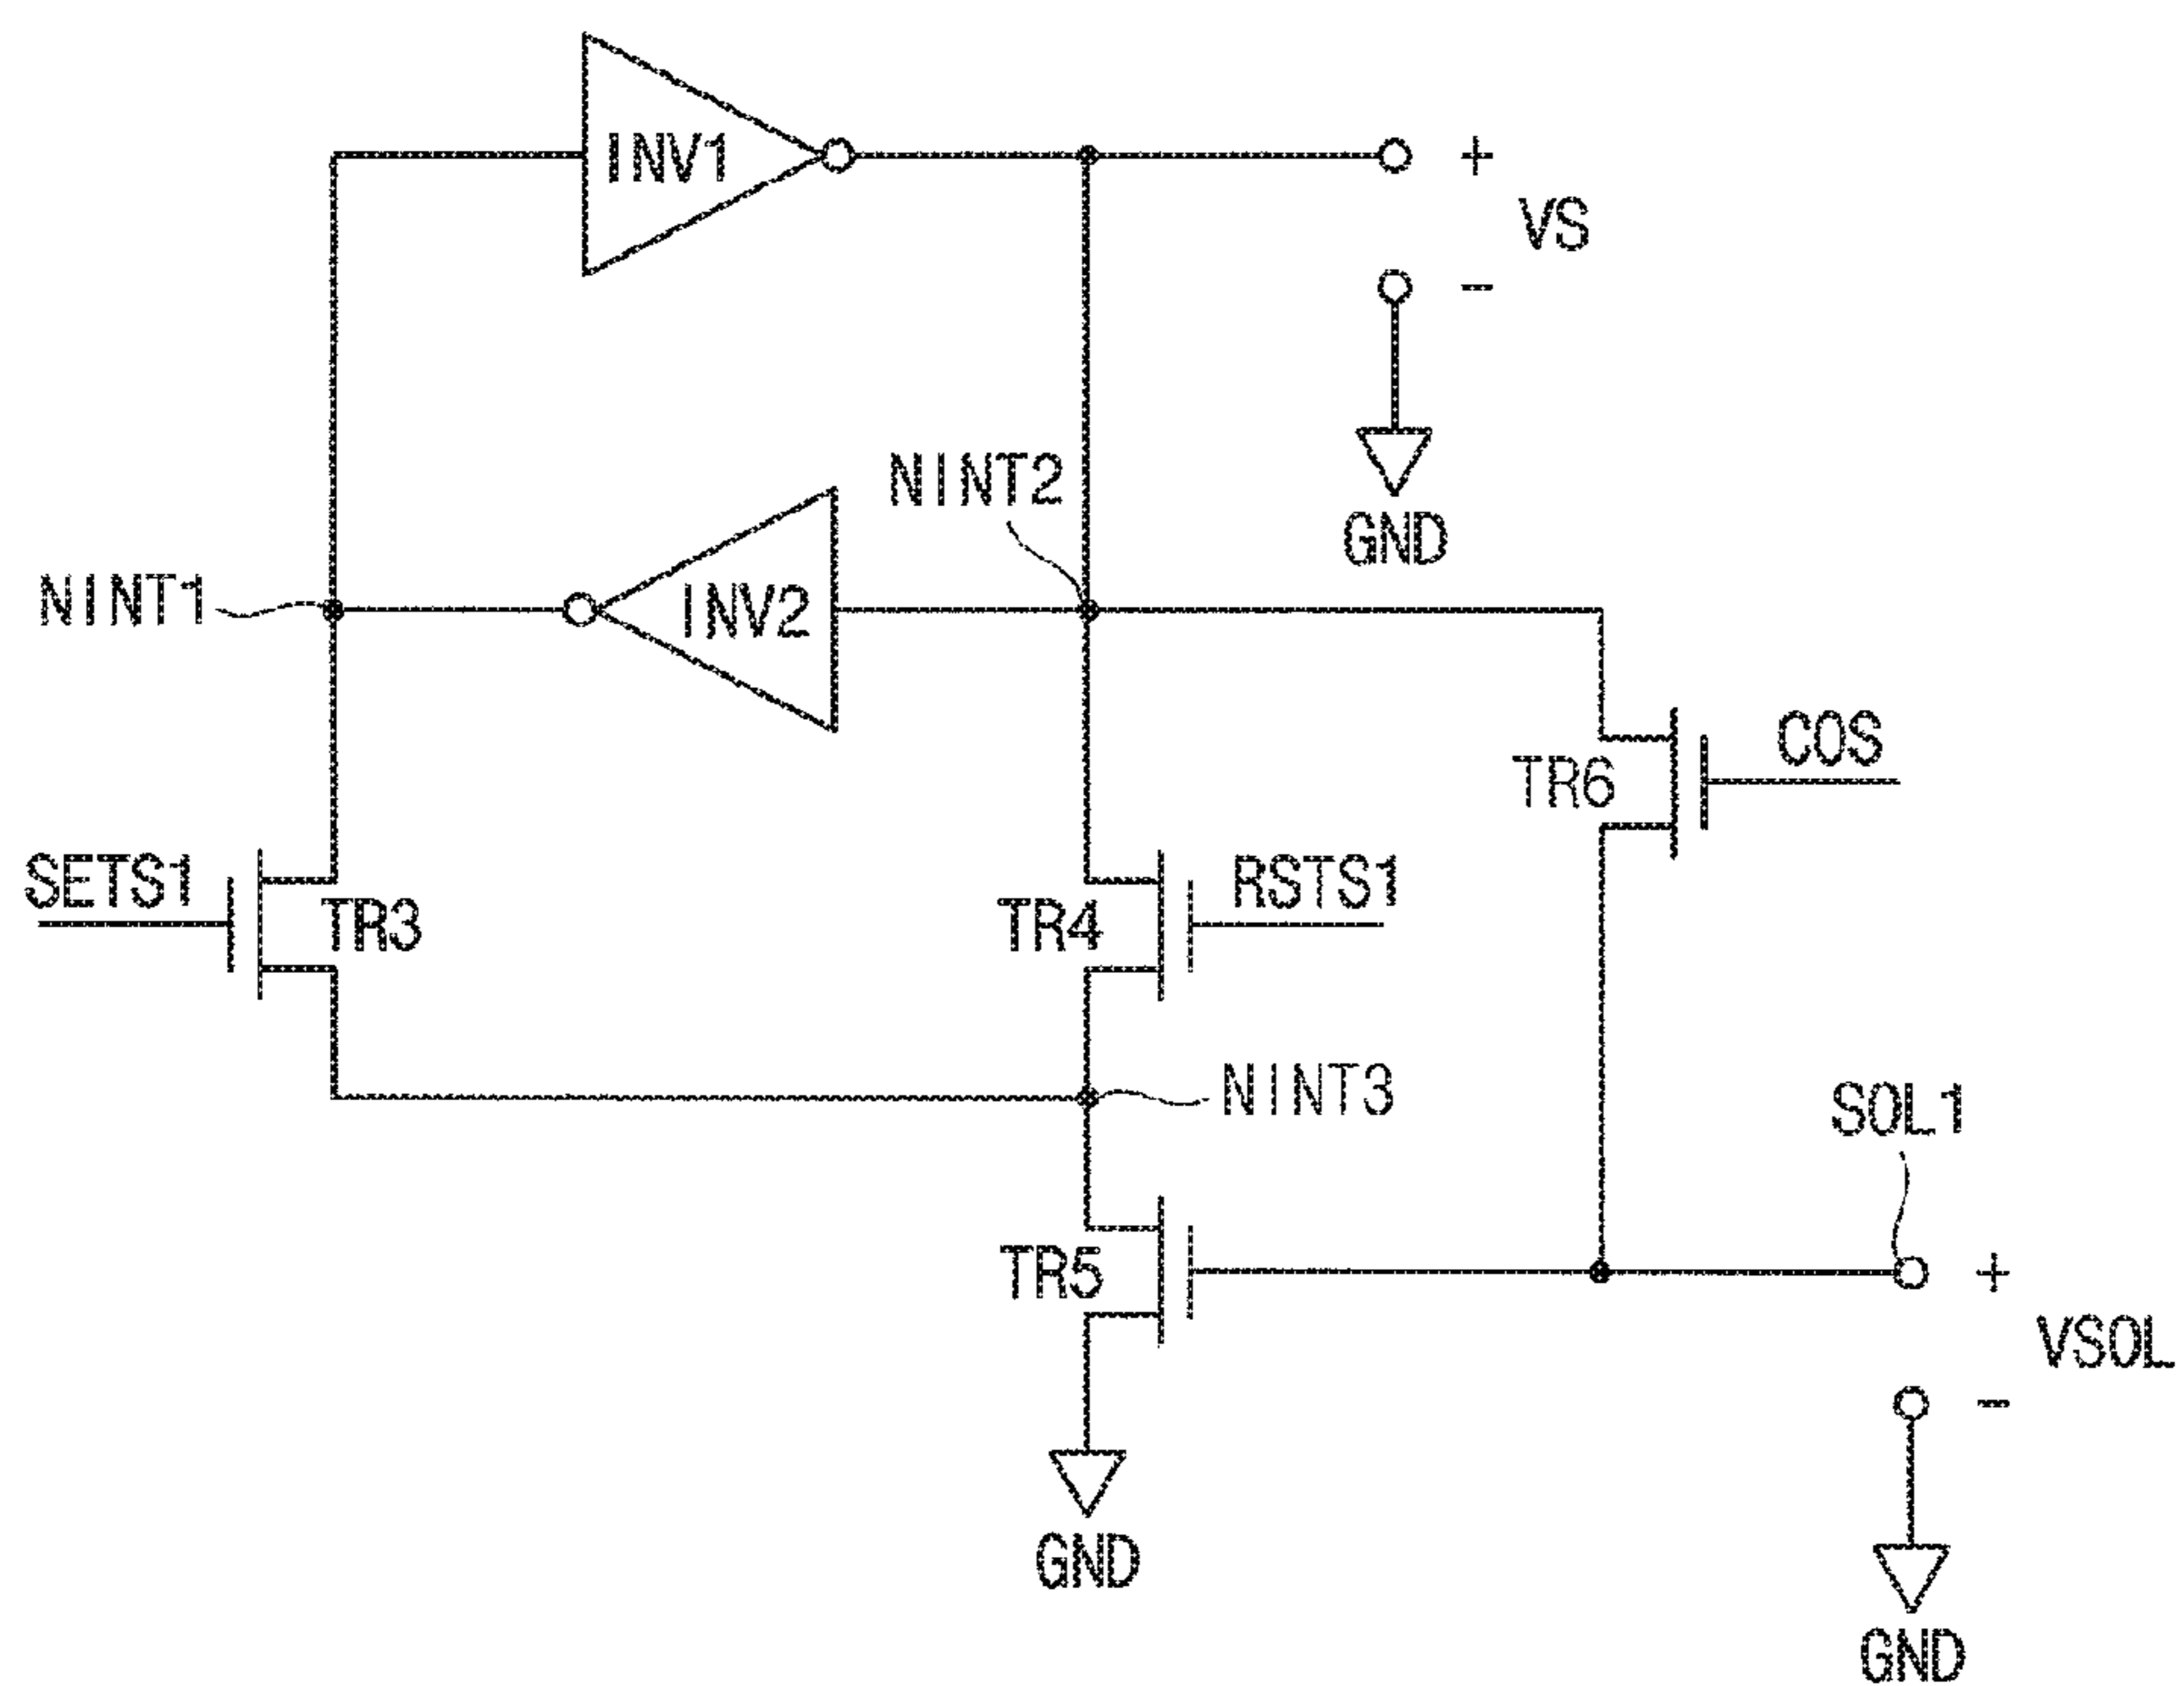 INV1
+
VS
-
GND
NINT2
NINT1
INV2
COS
TR6
SETS1
TR3
RSTS1
TR4
NINT3
SOL1
TR5
+
VSOL
-
GND
GND